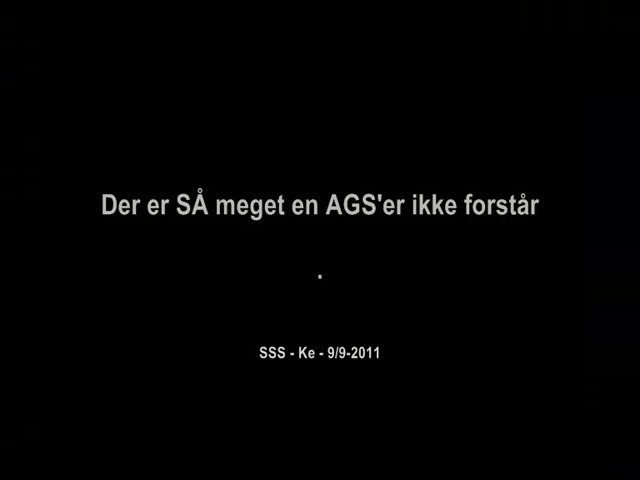 Der er SÅ meget en AGS'er ikke forstår
.
SSS - Ke - 9/9-2011